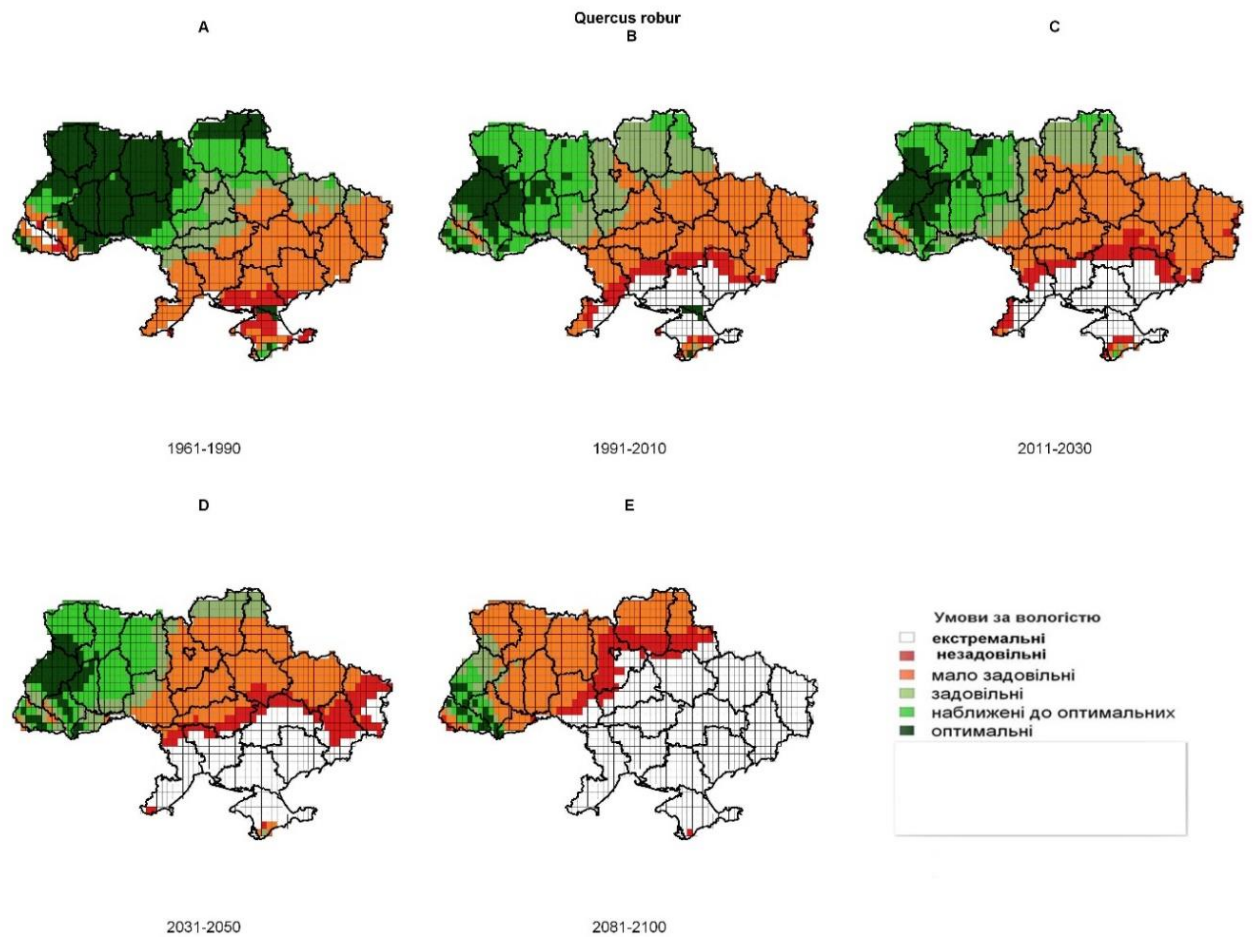 Quercus robur
A
B
C
1961-1990
1991-2010
2011-2030
D
E
2031-2050
2081-2100
Умови за вологістю
екстремальні
незадовільні
мало задовільні
задовільні
наближені до оптимальних
оптимальні